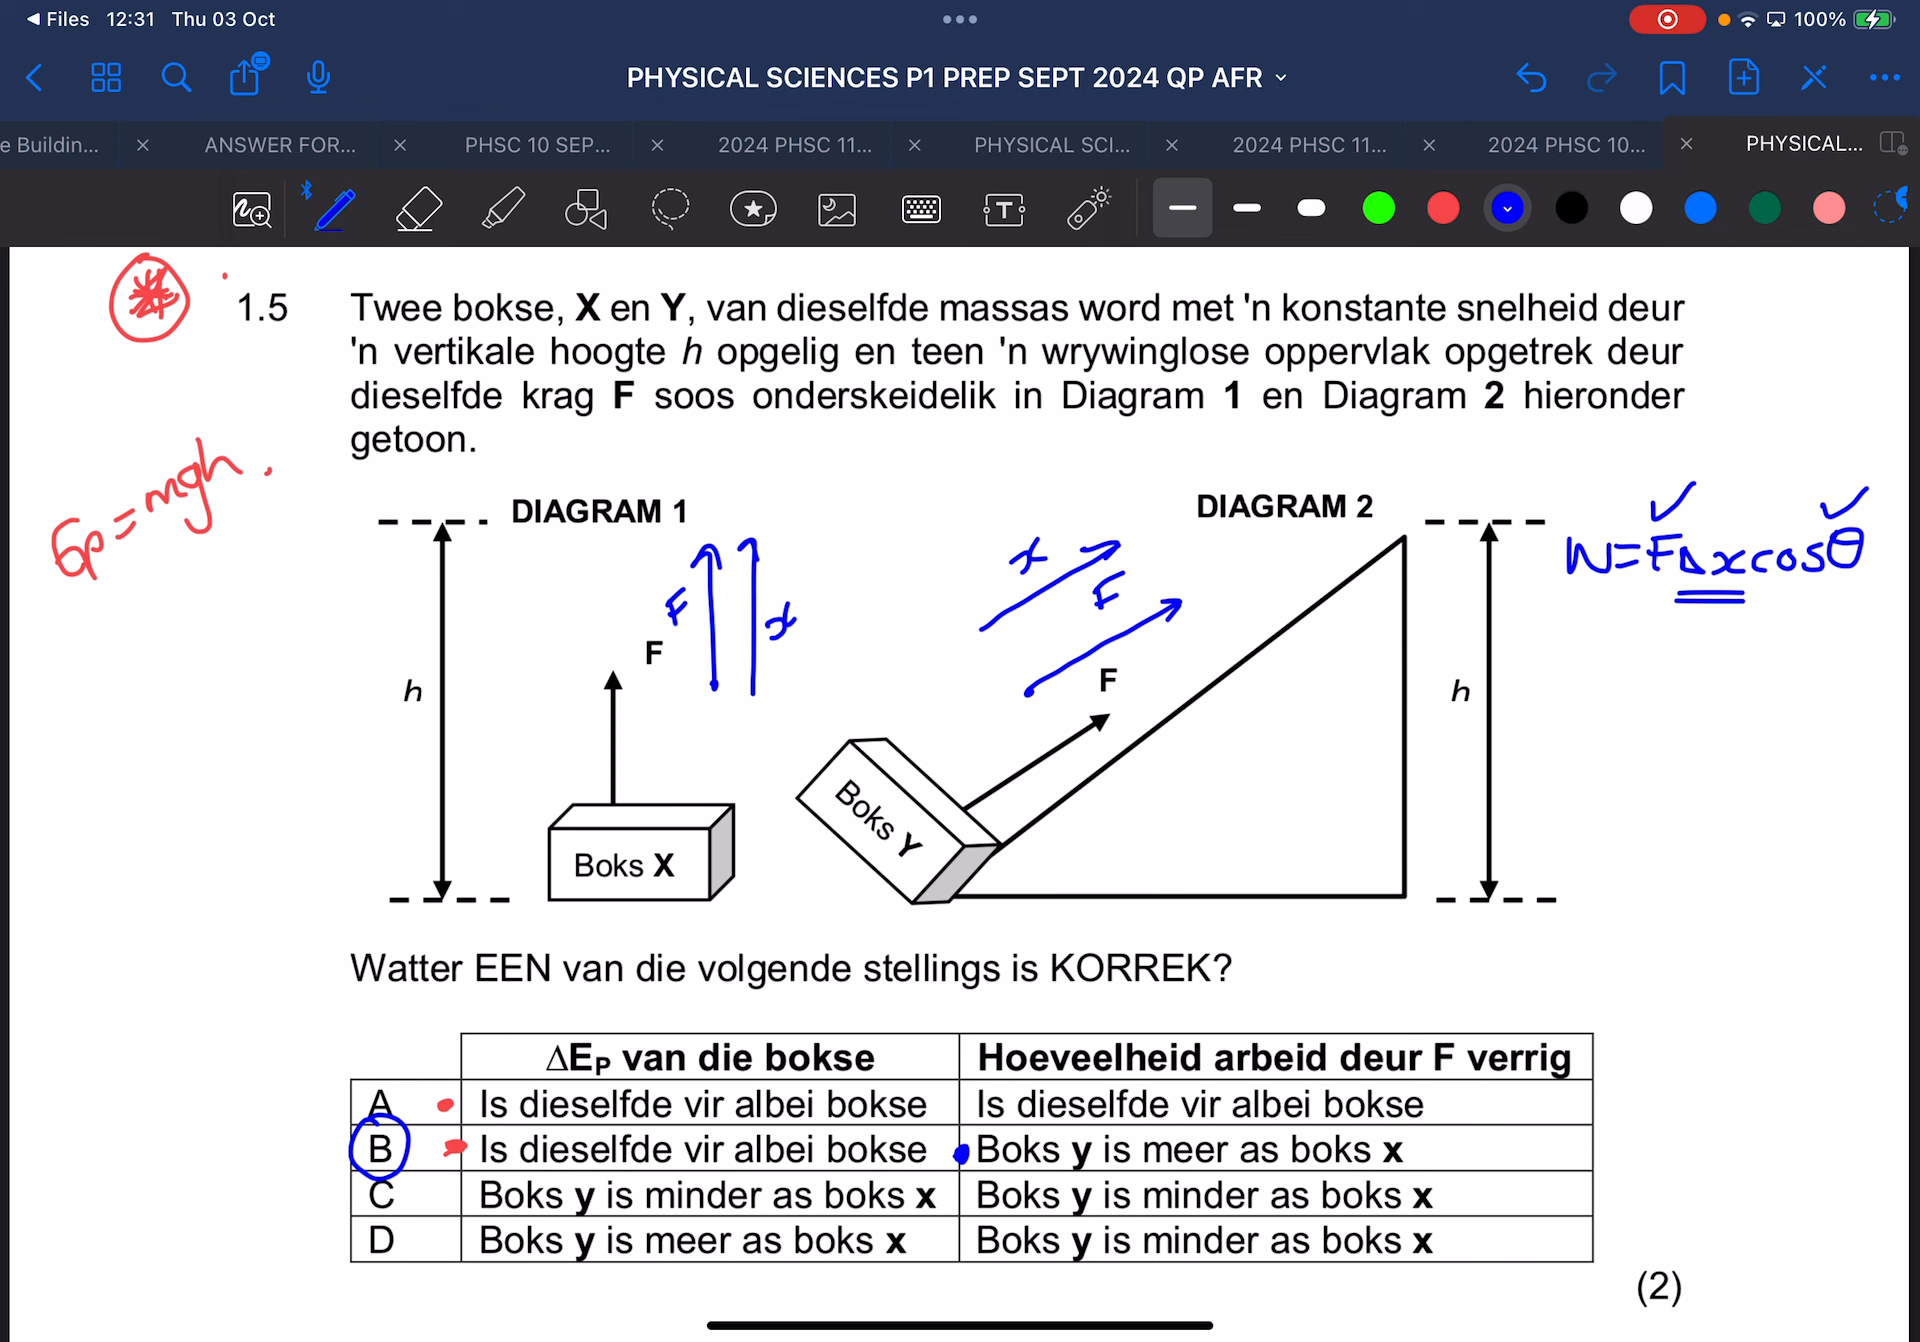 Files 12:31 Thu 03 Oct
100%
PHYSICAL SCIENCES P1 PREP SEPT 2024 QP AFR
e Buildin...
ANSWER FOR...
PHSC 10 SEP...
2024 PHSC 11...
PHYSICAL SCI...
2024 PHSC 11...
2024 PHSC 10...
PHYSICAL...
1.5 Twee bokse, X en Y, van dieselfde massas word met 'n konstante snelheid deur
'n vertikale hoogte h opgelig en teen 'n wrywinglose oppervlak opgetrek deur
dieselfde krag F soos onderskeidelik in Diagram 1 en Diagram 2 hieronder
getoon.
Ep=mgh.
DIAGRAM 1
DIAGRAM 2
W=FΔxcosθ
F
x
x
F
F
F
h
h
Boks X
Boks Y
Watter EEN van die volgende stellings is KORREK?
ΔEP van die bokse Hoeveelheid arbeid deur F verrig
A Is dieselfde vir albei bokse Is dieselfde vir albei bokse
B Is dieselfde vir albei bokse Boks y is meer as boks x
C Boks y is minder as boks x Boks y is minder as boks x
D Boks y is meer as boks x Boks y is minder as boks x
(2)